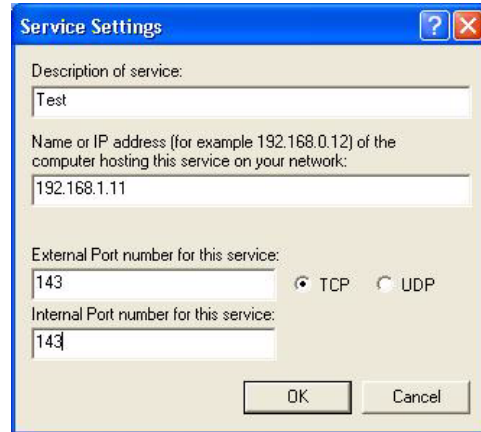 Service Settings
Description of service:
Test
Name or IP address (for example 192.168.0.12) of the
computer hosting this service on your network:
192.168.1.11
External Port number for this service:
143
TCP
UDP
Internal Port number for this service:
143
OK
Cancel